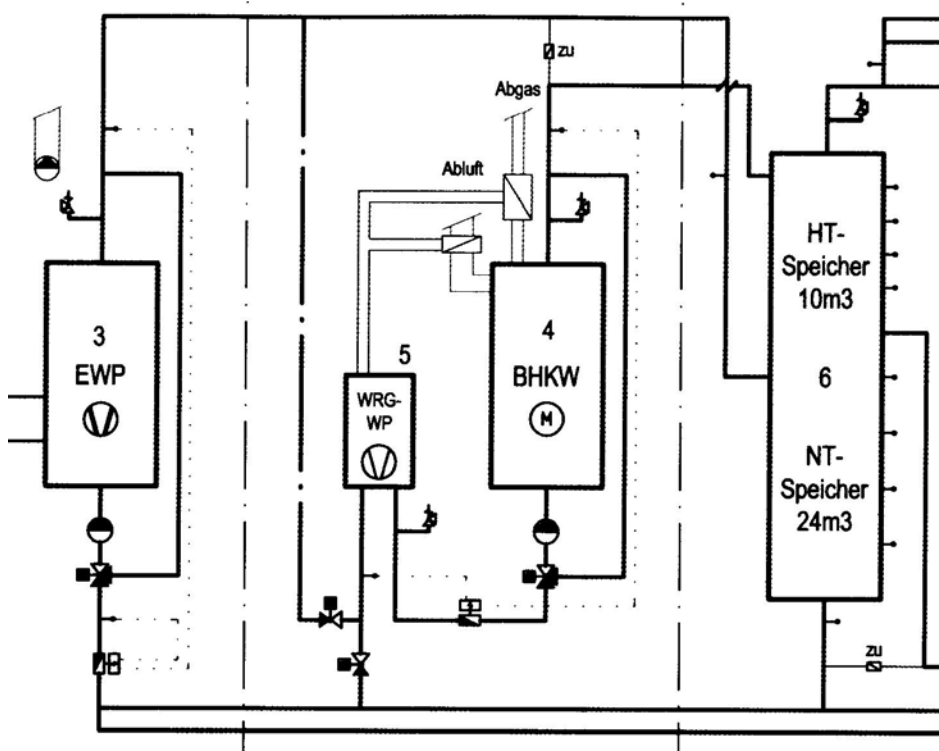 zu
Abgas
Abluft
3
EWP
5
WRG-
WP
4
BHKW
M
HT-
Speicher
10m3
6
NT-
Speicher
24m3
zu